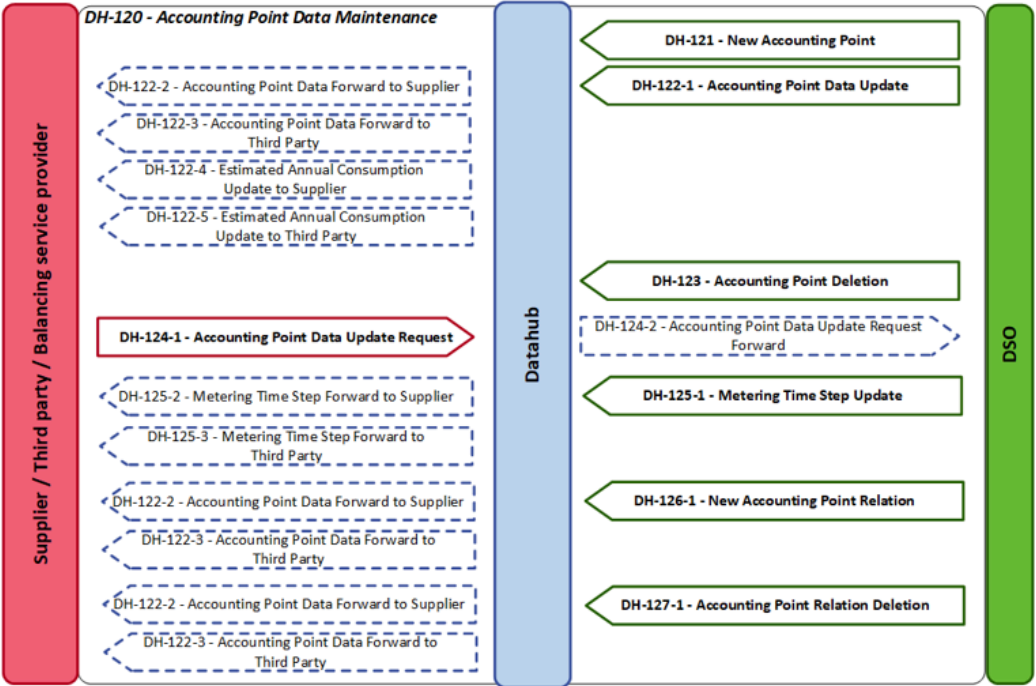 DH-120 - Accounting Point Data Maintenance
Supplier / Third party / Balancing service provider
Datahub
DSO
DH-121 - New Accounting Point
DH-122-2 - Accounting Point Data Forward to Supplier
DH-122-1 - Accounting Point Data Update
DH-122-3 - Accounting Point Data Forward to
Third Party
DH-122-4 - Estimated Annual Consumption
Update to Supplier
DH-122-5 - Estimated Annual Consumption
Update to Third Party
DH-123 - Accounting Point Deletion
DH-124-1 - Accounting Point Data Update Request
DH-124-2 - Accounting Point Data Update Request
Forward
DH-125-2 - Metering Time Step Forward to Supplier
DH-125-1 - Metering Time Step Update
DH-125-3 - Metering Time Step Forward to
Third Party
DH-122-2 - Accounting Point Data Forward to Supplier
DH-126-1 - New Accounting Point Relation
DH-122-3 - Accounting Point Data Forward to
Third Party
DH-122-2 - Accounting Point Data Forward to Supplier
DH-127-1 - Accounting Point Relation Deletion
DH-122-3 - Accounting Point Data Forward to
Third Party